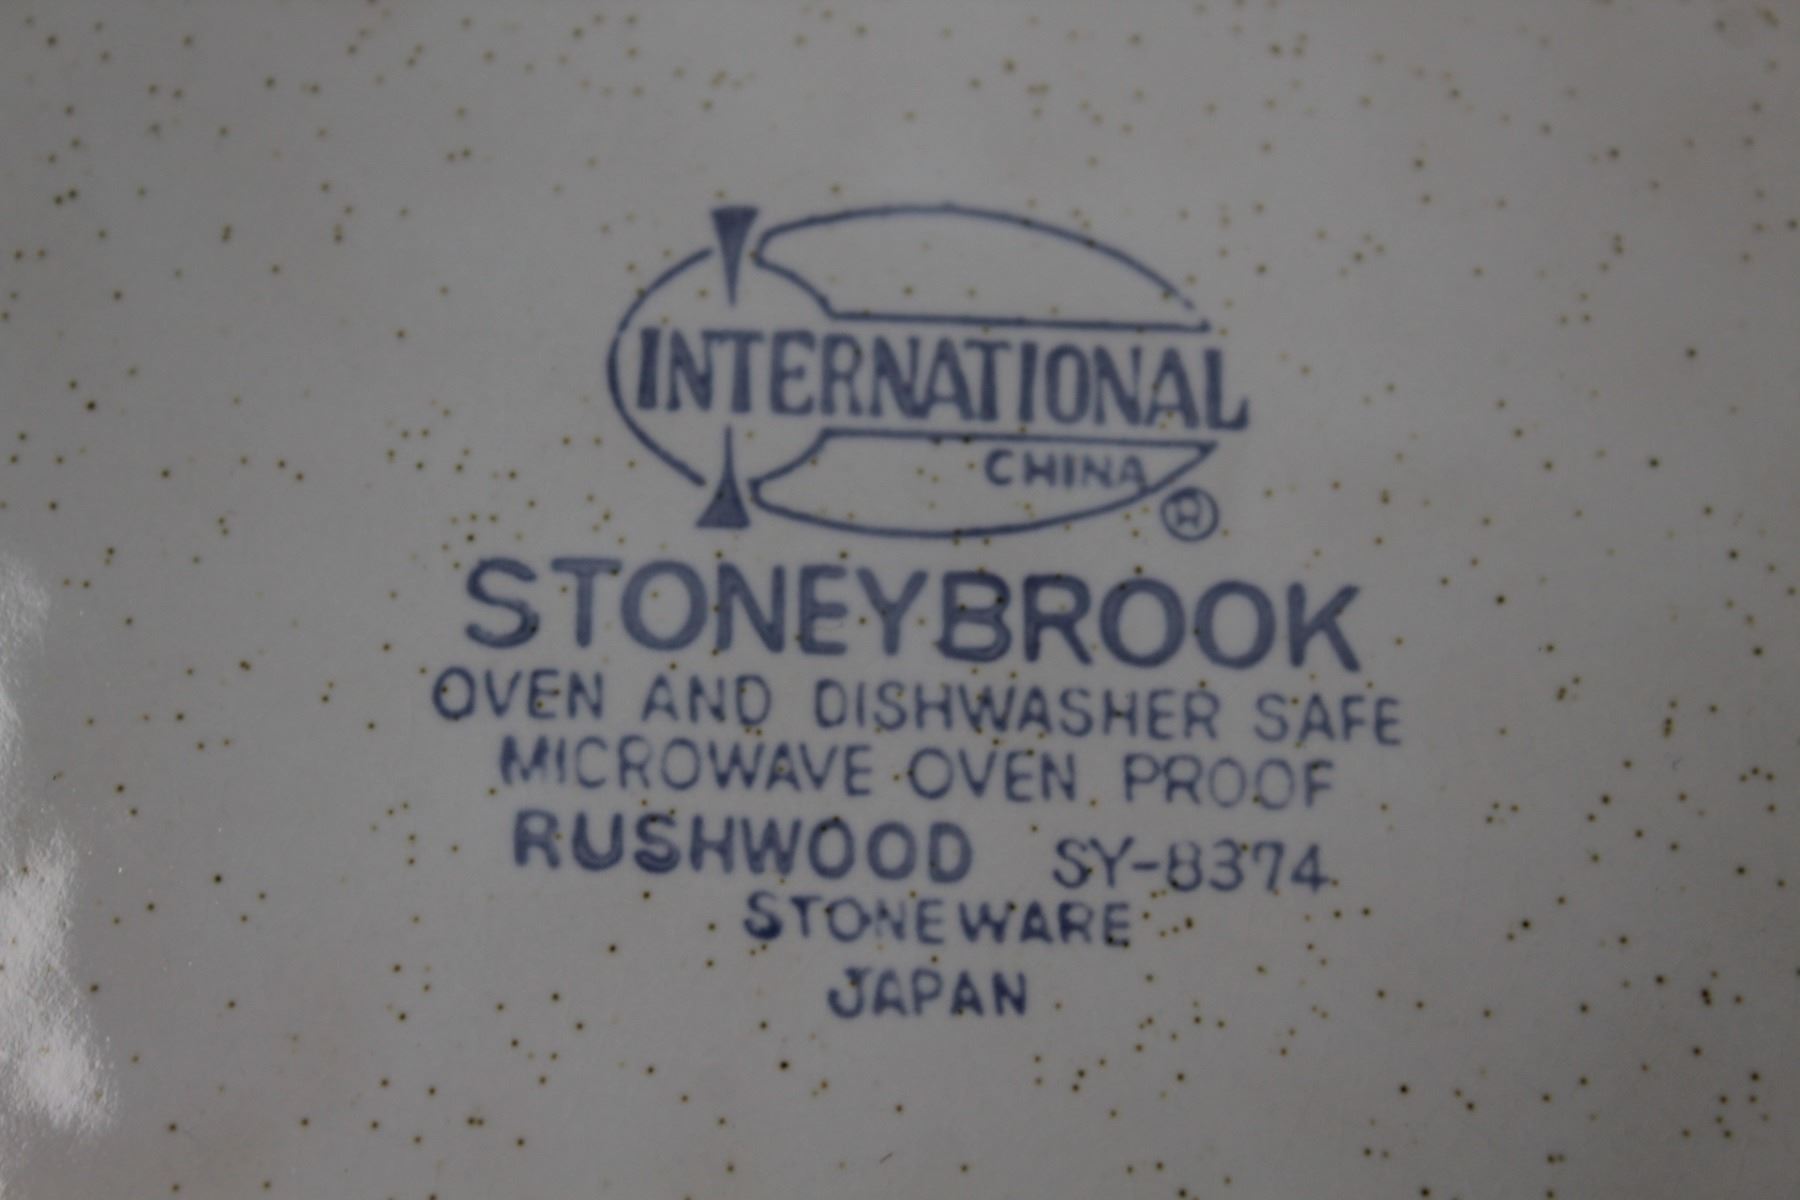 INTERNATIONAL
CHINA ®
STONEYBROOK
OVEN AND DISHWASHER SAFE
MICROWAVE OVEN PROOF
RUSHWOOD SY-8374
STONEWARE
JAPAN